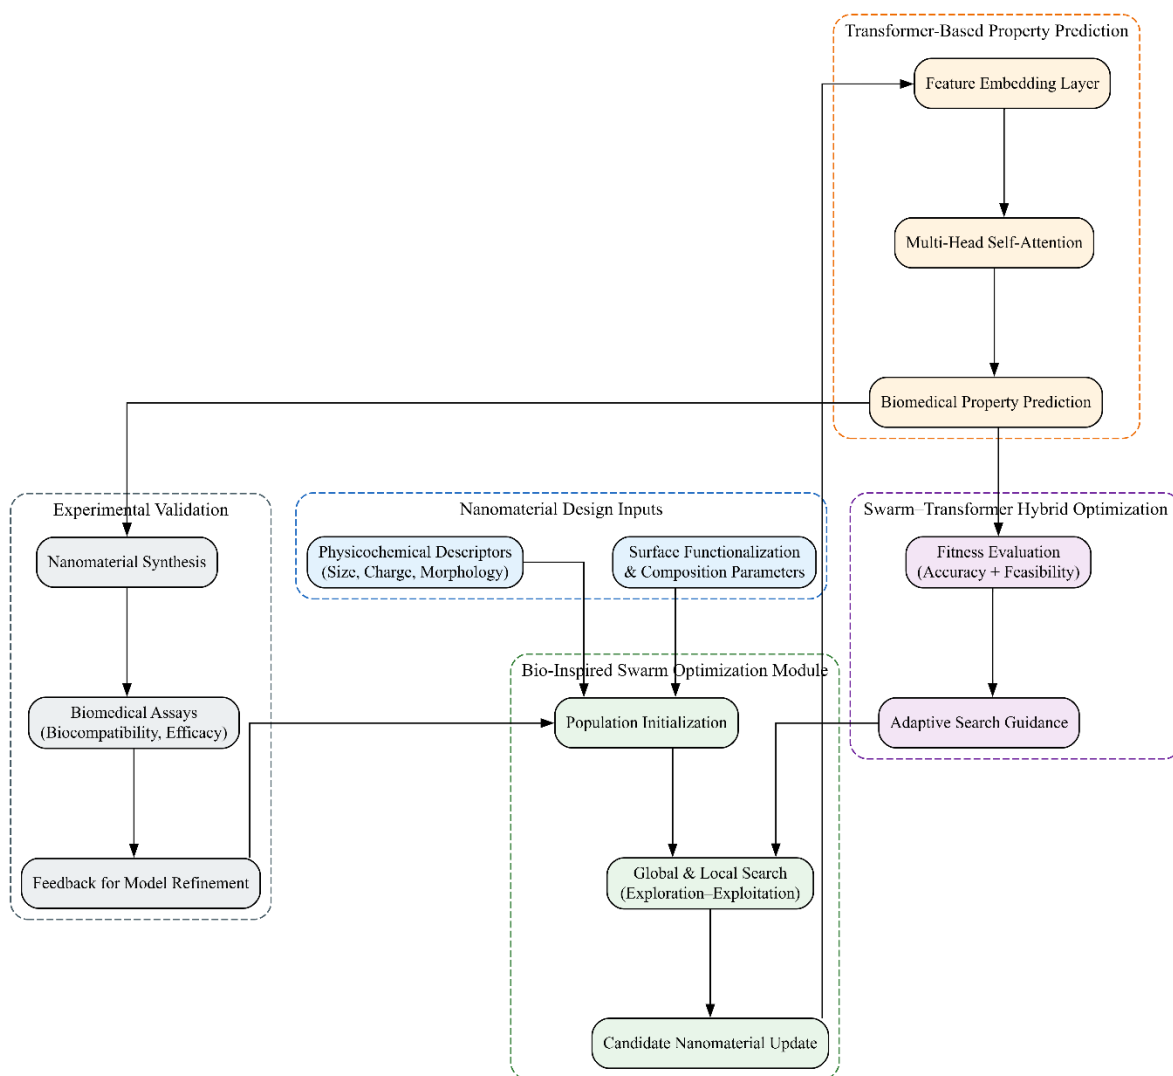 Transformer-Based Property Prediction
Feature Embedding Layer
Multi-Head Self-Attention
Biomedical Property Prediction
Experimental Validation
Nanomaterial Synthesis
Biomedical Assays
(Biocompatibility, Efficacy)
Feedback for Model Refinement
Nanomaterial Design Inputs
Physicochemical Descriptors
(Size, Charge, Morphology)
Surface Functionalization
& Composition Parameters
Swarm–Transformer Hybrid Optimization
Fitness Evaluation
(Accuracy + Feasibility)
Adaptive Search Guidance
Bio-Inspired Swarm Optimization Module
Population Initialization
Global & Local Search
(Exploration–Exploitation)
Candidate Nanomaterial Update